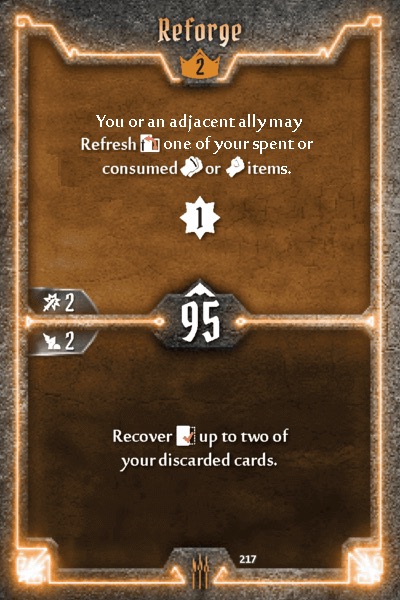 Reforge
2
You or an adjacent ally may
Refresh one of your spent or
consumed or items.
1
2
95
2
Recover up to two of
your discarded cards.
217